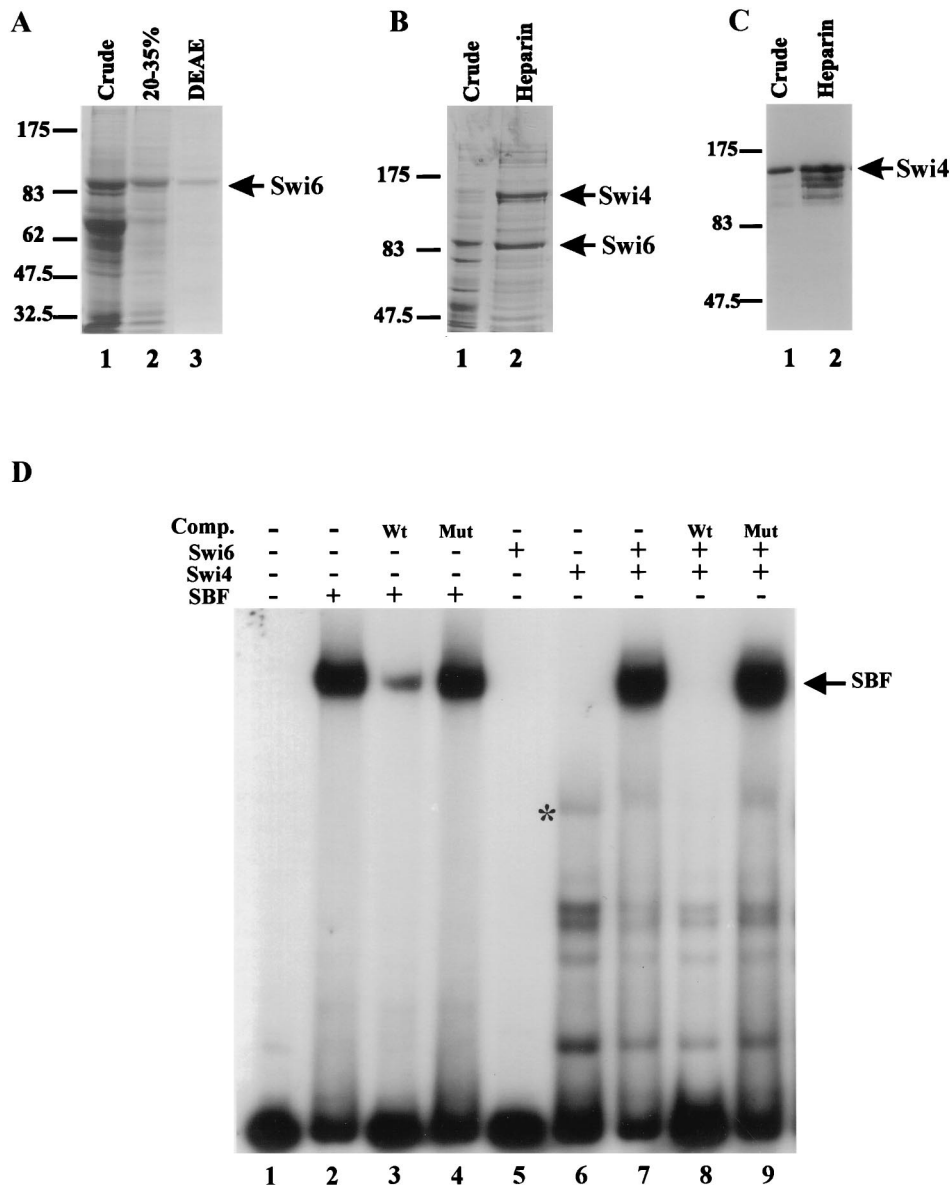 A
Crude
20-35%
DEAE
175
83
62
47.5
32.5
Swi6
1 2 3
B
Crude
Heparin
175
83
47.5
Swi4
Swi6
1 2
C
Crude
Heparin
175
83
47.5
Swi4
1 2
D
Comp. - - Wt Mut - - - Wt Mut
Swi6 - - - - + - + + +
Swi4 - - - - - + + + +
SBF - + + + - - - - -
SBF
*
1 2 3 4 5 6 7 8 9